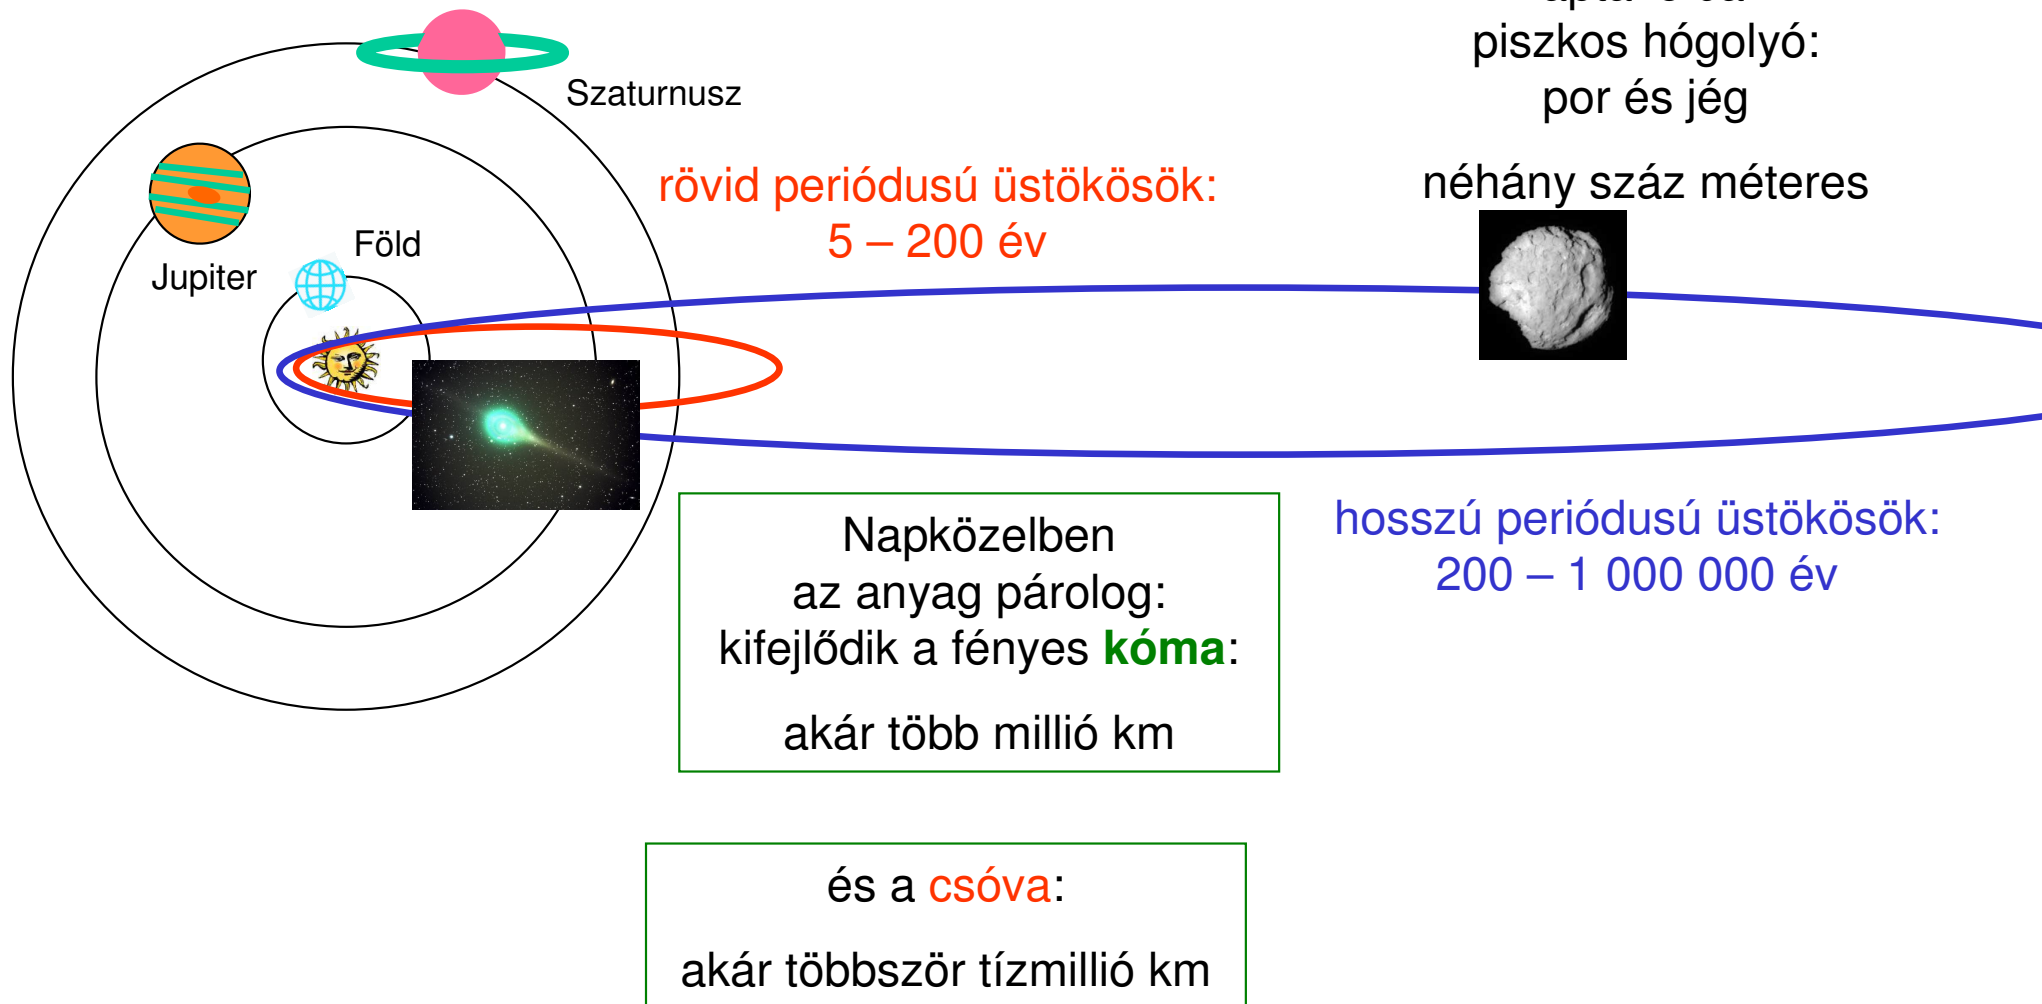 piszkos hógolyó:
por és jég
néhány száz méteres
Szaturnusz
rövid periódusú üstökösök:
5 – 200 év
Föld
Jupiter
hosszú periódusú üstökösök:
200 – 1 000 000 év
Napközelben
az anyag párolog:
kifejlődik a fényes kóma:
akár több millió km
és a csóva:
akár többször tízmillió km